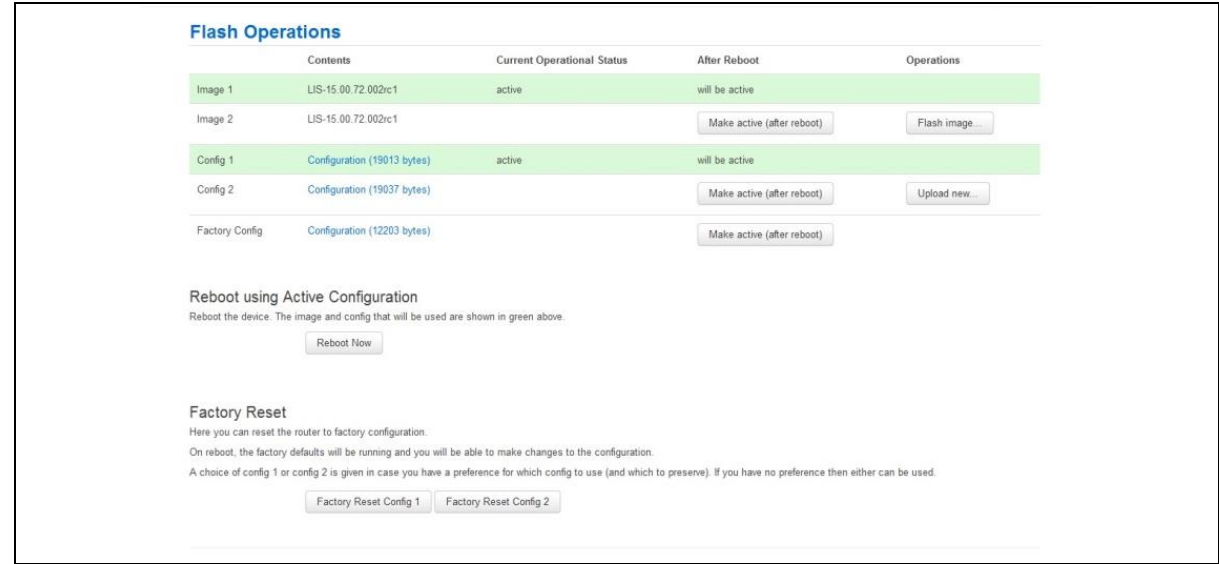 Flash Operations
Contents Current Operational Status After Reboot Operations
Image 1 LIS-15.00.72.002rc1 active will be active
Image 2 LIS-15.00.72.002rc1 Make active (after reboot) Flash image...
Config 1 Configuration (19013 bytes) active will be active
Config 2 Configuration (19037 bytes) Make active (after reboot) Upload new...
Factory Config Configuration (12203 bytes) Make active (after reboot)
Reboot using Active Configuration
Reboot the device. The image and config that will be used are shown in green above.
Reboot Now
Factory Reset
Here you can reset the router to factory configuration.
On reboot, the factory defaults will be running and you will be able to make changes to the configuration.
A choice of config 1 or config 2 is given in case you have a preference for which config to use (and which to preserve). If you have no preference then either can be used.
Factory Reset Config 1 Factory Reset Config 2